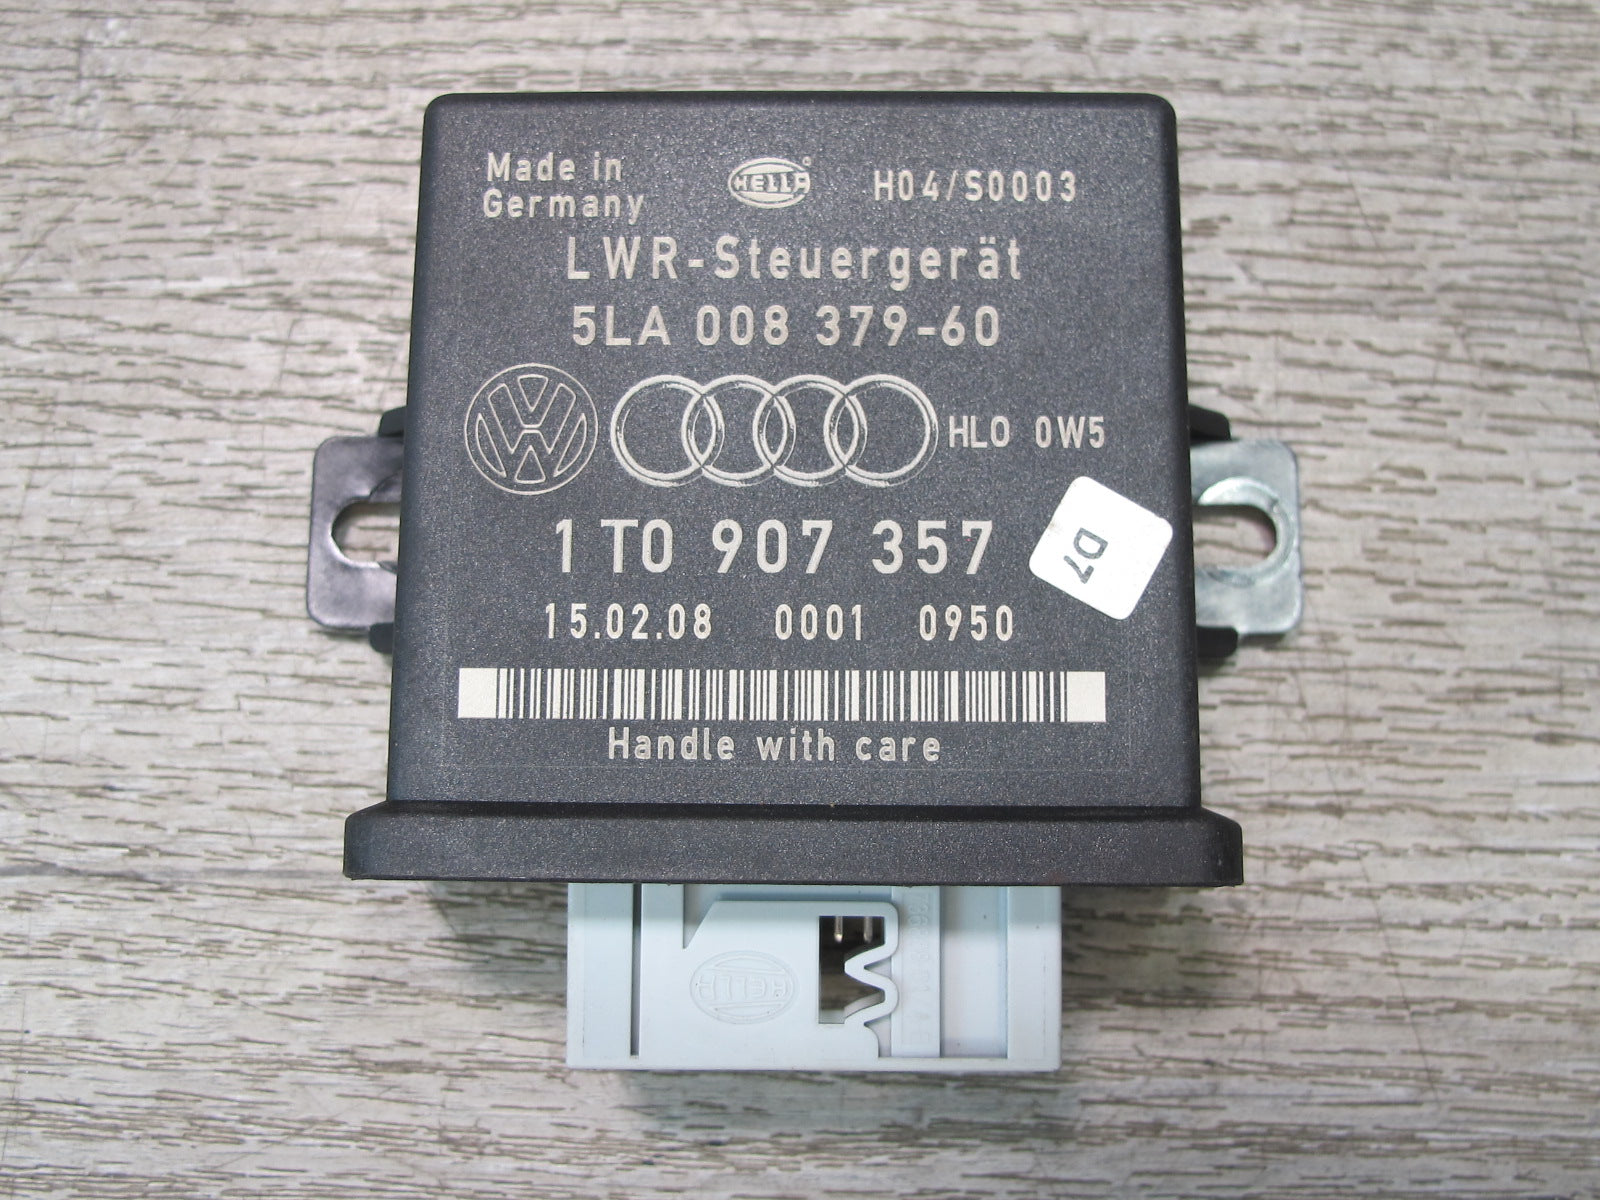 Made in
Germany
HELLA
H04/S0003
LWR-Steuergerät
5LA 008 379-60
HLO 0W5
1T0 907 357
D7
15.02.08 0001 0950
Handle with care
HELLA